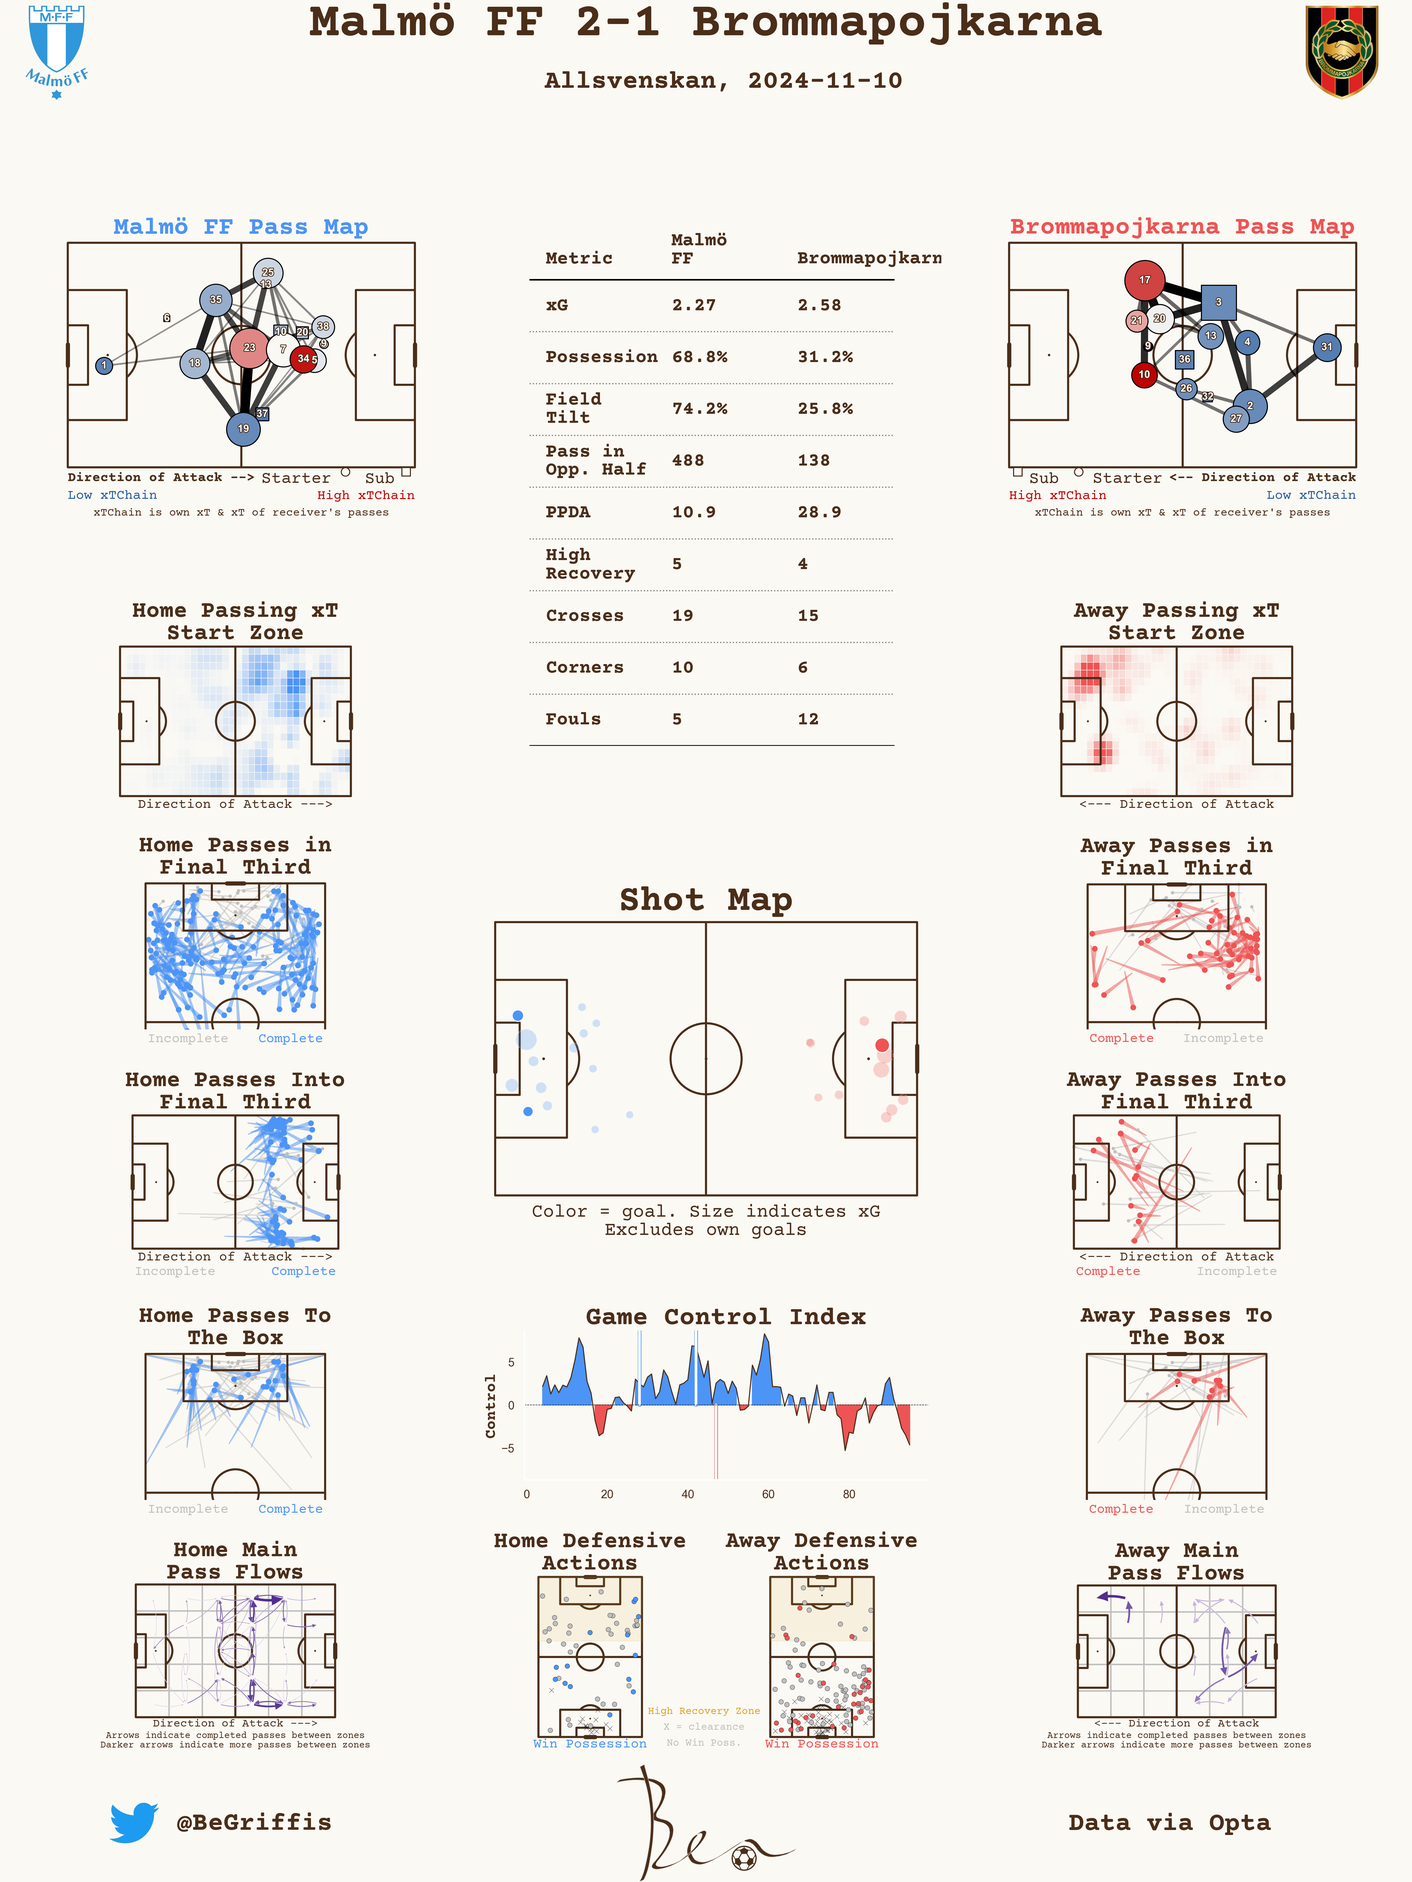 Malmö FF 2-1 Brommapojkarna
Allsvenskan, 2024-11-10
M·F·F
Malmö FF
BROMMAPOJKARNA
Malmö FF Pass Map
25
13
35
6
38
10
20
9
23
7
34
5
18
1
37
19
Direction of Attack --> Starter Sub
Low xTChain High xTChain
xTChain is own xT & xT of receiver's passes
Metric Malmö FF Brommapojkarn
xG 2.27 2.58
Possession 68.8% 31.2%
Field Tilt 74.2% 25.8%
Pass in Opp. Half 488 138
PPDA 10.9 28.9
High Recovery 5 4
Crosses 19 15
Corners 10 6
Fouls 5 12
Brommapojkarna Pass Map
17
3
21
20
13
4
9
31
36
10
26
32
2
27
Sub Starter <-- Direction of Attack
High xTChain Low xTChain
xTChain is own xT & xT of receiver's passes
Home Passing xT
Start Zone
Direction of Attack --->
Away Passing xT
Start Zone
<--- Direction of Attack
Home Passes in
Final Third
Incomplete Complete
Shot Map
Color = goal. Size indicates xG
Excludes own goals
Away Passes in
Final Third
Complete Incomplete
Home Passes Into
Final Third
Direction of Attack --->
Incomplete Complete
Away Passes Into
Final Third
<--- Direction of Attack
Complete Incomplete
Home Passes To
The Box
Incomplete Complete
Game Control Index
Control
5
0
−5
0 20 40 60 80
Away Passes To
The Box
Complete Incomplete
Home Main
Pass Flows
Direction of Attack --->
Arrows indicate completed passes between zones
Darker arrows indicate more passes between zones
Home Defensive
Actions
Win Possession
High Recovery Zone
X = clearance
No Win Poss.
Away Defensive
Actions
Win Possession
Away Main
Pass Flows
<--- Direction of Attack
Arrows indicate completed passes between zones
Darker arrows indicate more passes between zones
@BeGriffis
Ben
Data via Opta